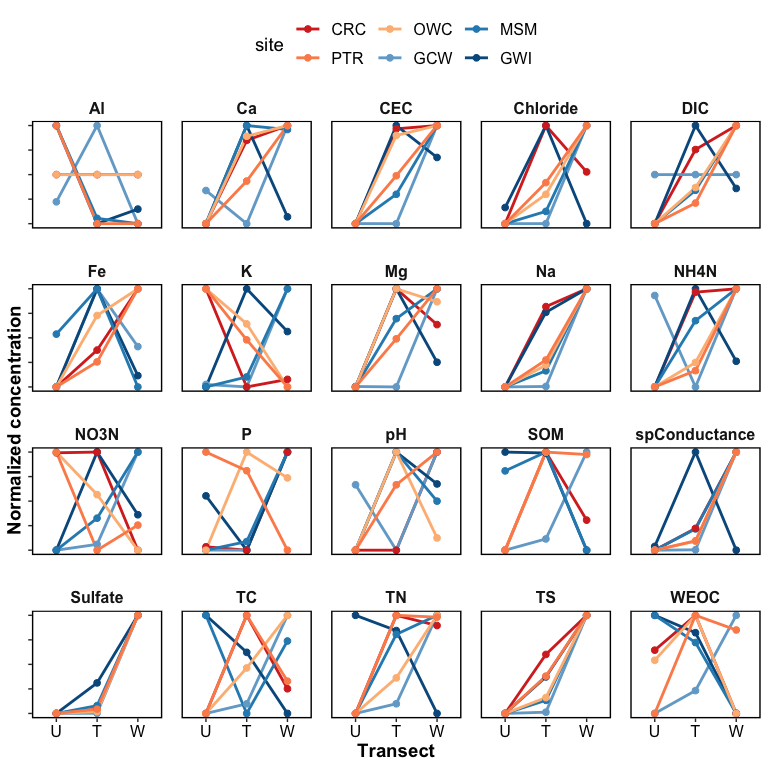 site
CRC OWC MSM
PTR GCW GWI
Al Ca CEC Chloride DIC
Fe K Mg Na NH4N
NO3N P pH SOM spConductance
Sulfate TC TN TS WEOC
Normalized concentration
U T W U T W U T W U T W U T W
Transect